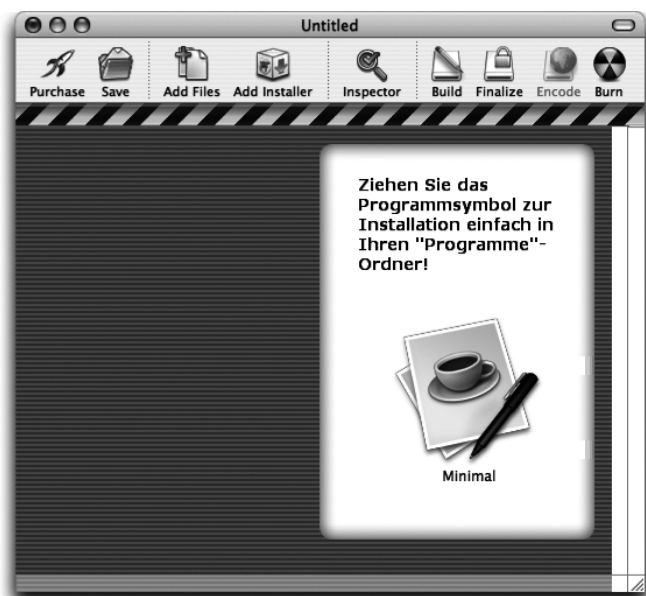 Untitled
Purchase Save Add Files Add Installer Inspector Build Finalize Encode Burn
Ziehen Sie das
Programmsymbol zur
Installation einfach in
Ihren "Programme"-
Ordner!
Minimal